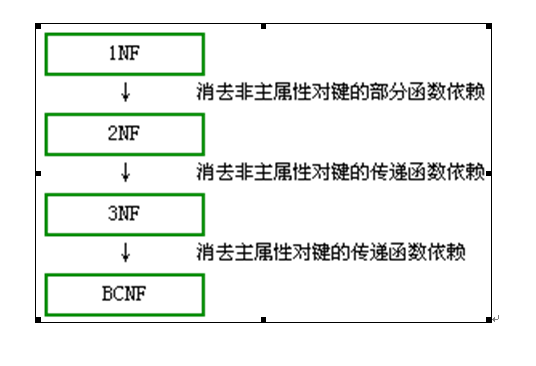 1NF
↓ 消去非主属性对键的部分函数依赖
2NF
↓ 消去非主属性对键的传递函数依赖
3NF
↓ 消去主属性对键的传递函数依赖
BCNF